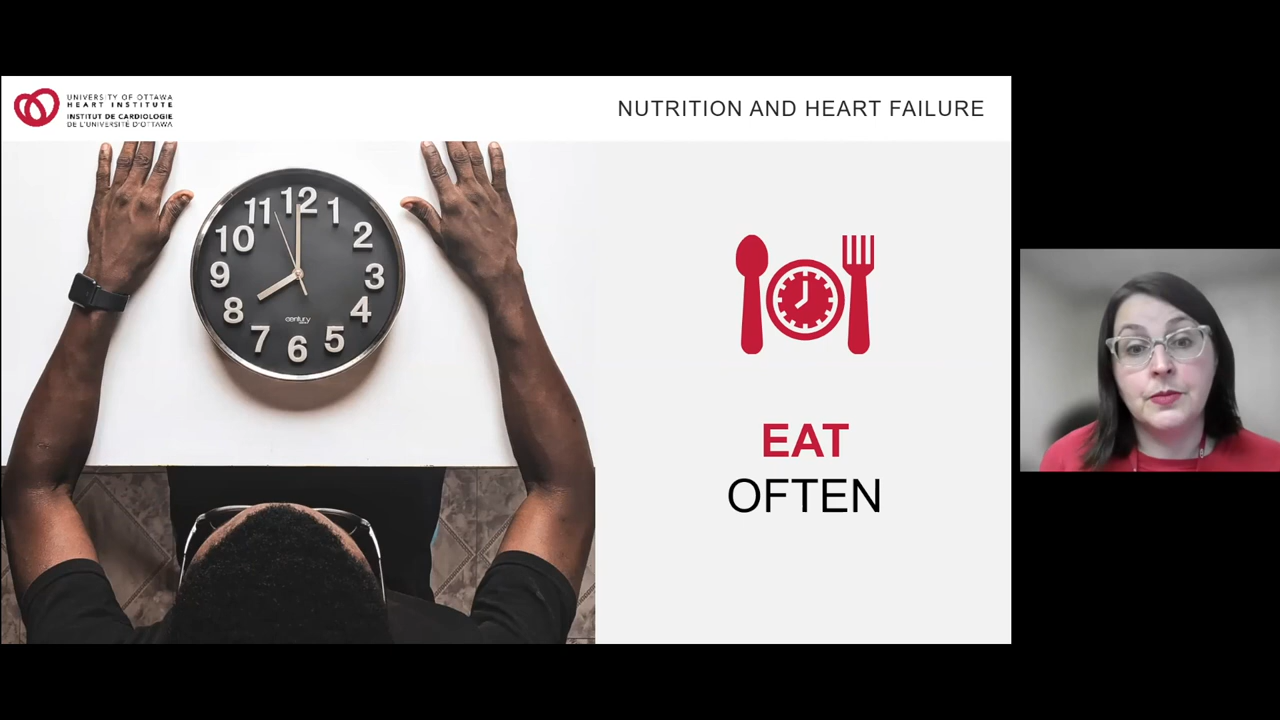 UNIVERSITY OF OTTAWA
HEART INSTITUTE
INSTITUT DE CARDIOLOGIE
DE L'UNIVERSITÉ D'OTTAWA
NUTRITION AND HEART FAILURE
12
11 1
10 2
9 3
8 4
7 5
6
century
EAT
OFTEN